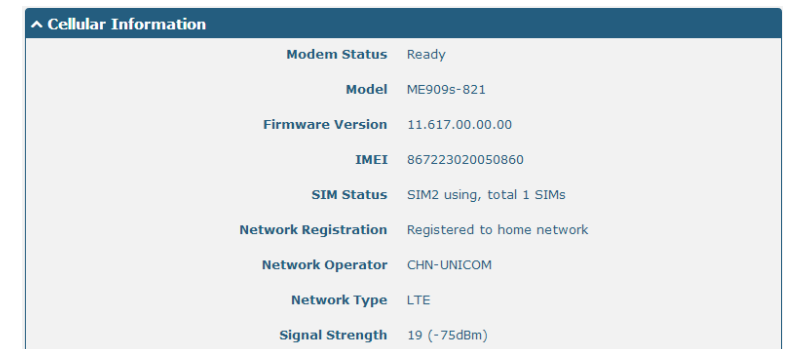 Cellular Information
Modem Status Ready
Model ME909s-821
Firmware Version 11.617.00.00.00
IMEI 867223020050860
SIM Status SIM2 using, total 1 SIMs
Network Registration Registered to home network
Network Operator CHN-UNICOM
Network Type LTE
Signal Strength 19 (-75dBm)